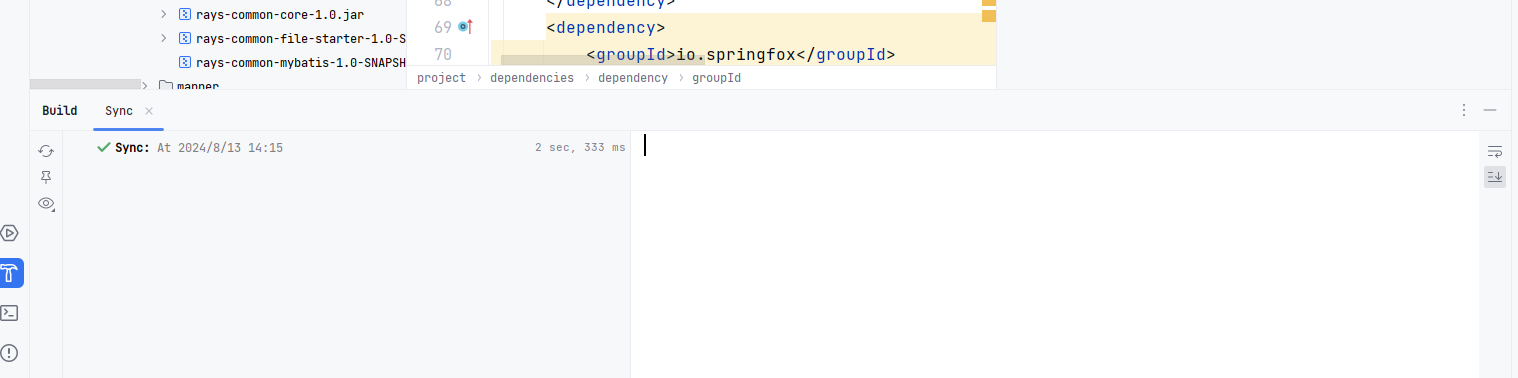 rays-common-core-1.0.jar
rays-common-file-starter-1.0-S
rays-common-mybatis-1.0-SNAPSH
mapper
68 </dependency>
69 <dependency>
70 <groupId>io.springfox</groupId>
project > dependencies > dependency > groupId
Build Sync
Sync: At 2024/8/13 14:15 2 sec, 333 ms